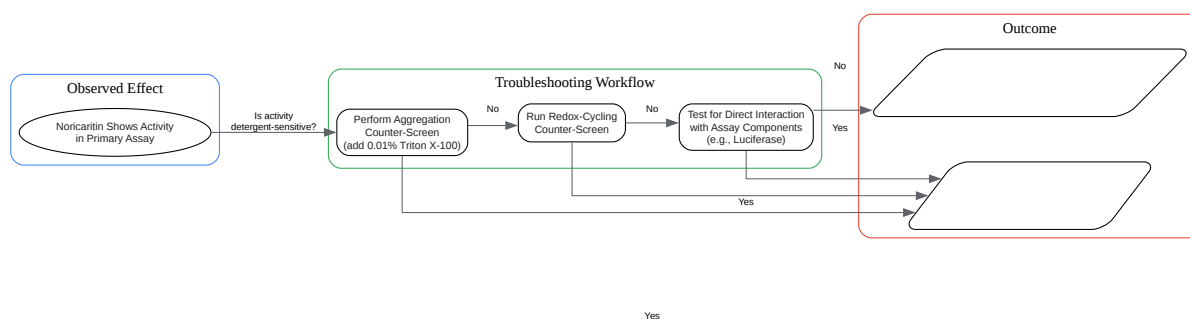 Observed Effect
Noricaritin Shows Activity
in Primary Assay
Is activity
detergent-sensitive?
Troubleshooting Workflow
Perform Aggregation
Counter-Screen
(add 0.01% Triton X-100)
No
Run Redox-Cycling
Counter-Screen
No
Test for Direct Interaction
with Assay Components
(e.g., Luciferase)
No
Yes
Outcome
Yes
Yes